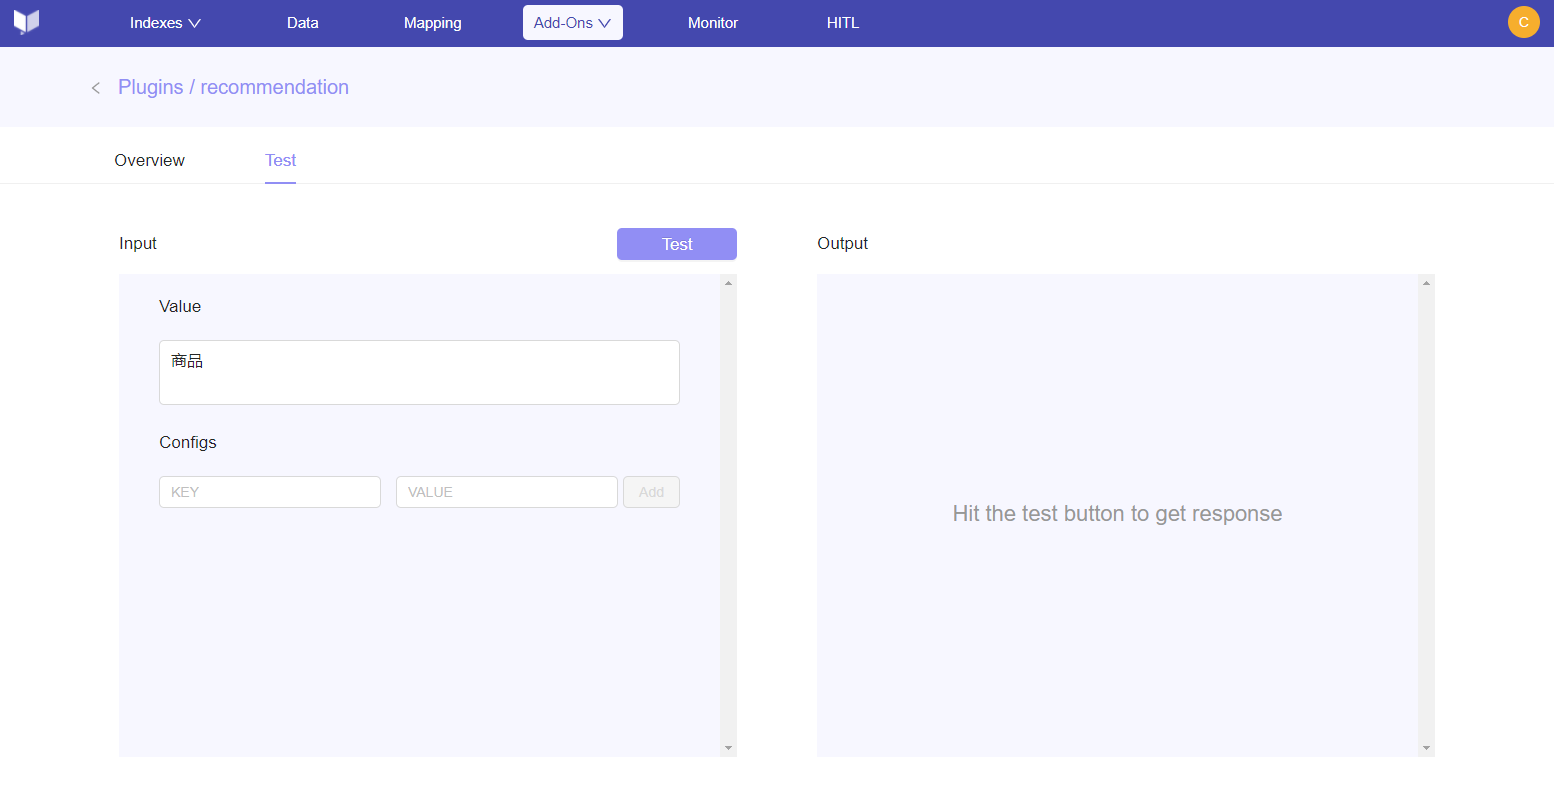 Indexes Data Mapping Add-Ons Monitor HITL C
Plugins / recommendation
Overview Test
Input Test Output
Value
商品
Configs
KEY VALUE Add
Hit the test button to get response